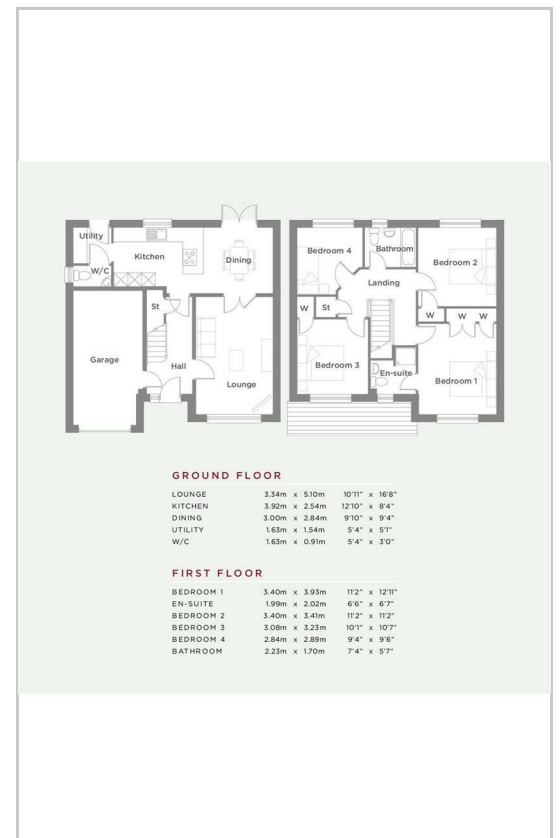 Utility
Kitchen
W/C
Dining
St
Garage
Hall
Lounge
Bedroom 4
Bathroom
Bedroom 2
Landing
W
St
W
W
W
Bedroom 3
En-suite
Bedroom 1
GROUND FLOOR
LOUNGE 3.34m x 5.10m 10'11" x 16'8"
KITCHEN 3.92m x 2.54m 12'10" x 8'4"
DINING 3.00m x 2.84m 9'10" x 9'4"
UTILITY 1.63m x 1.54m 5'4" x 5'1"
W/C 1.63m x 0.91m 5'4" x 3'0"
FIRST FLOOR
BEDROOM 1 3.40m x 3.93m 11'2" x 12'11"
EN-SUITE 1.99m x 2.02m 6'6" x 6'7"
BEDROOM 2 3.40m x 3.41m 11'2" x 11'2"
BEDROOM 3 3.08m x 3.23m 10'1" x 10'7"
BEDROOM 4 2.84m x 2.89m 9'4" x 9'6"
BATHROOM 2.23m x 1.70m 7'4" x 5'7"